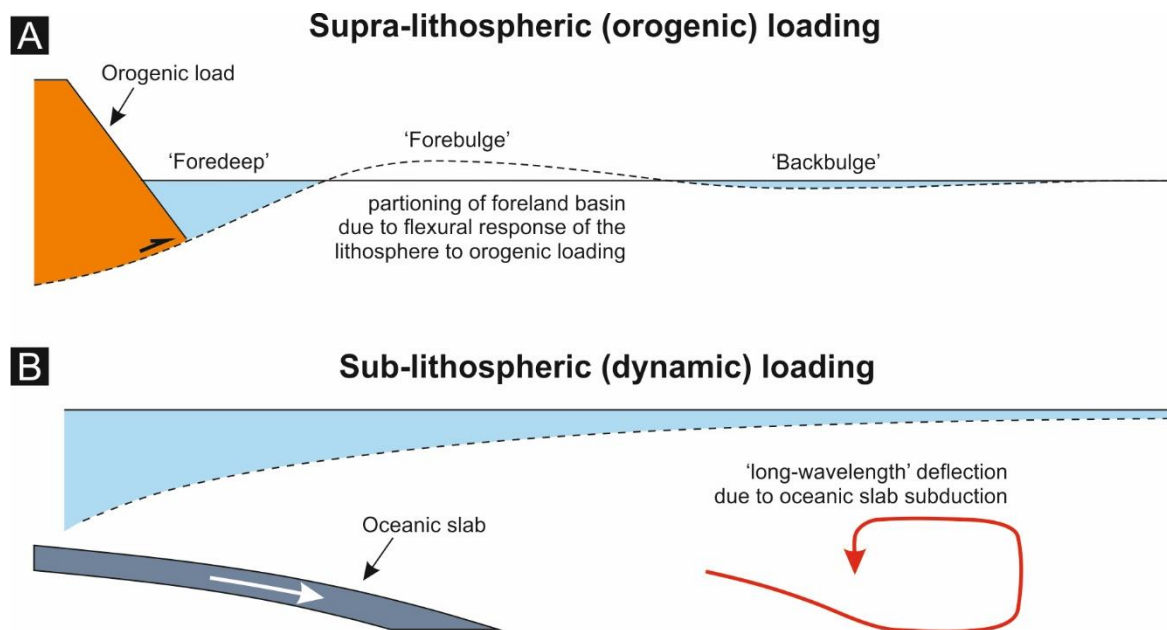 A
Supra-lithospheric (orogenic) loading
Orogenic load
‘Foredeep’
‘Forebulge’
‘Backbulge’
partioning of foreland basin
due to flexural response of the
lithosphere to orogenic loading
B
Sub-lithospheric (dynamic) loading
‘long-wavelength’ deflection
due to oceanic slab subduction
Oceanic slab